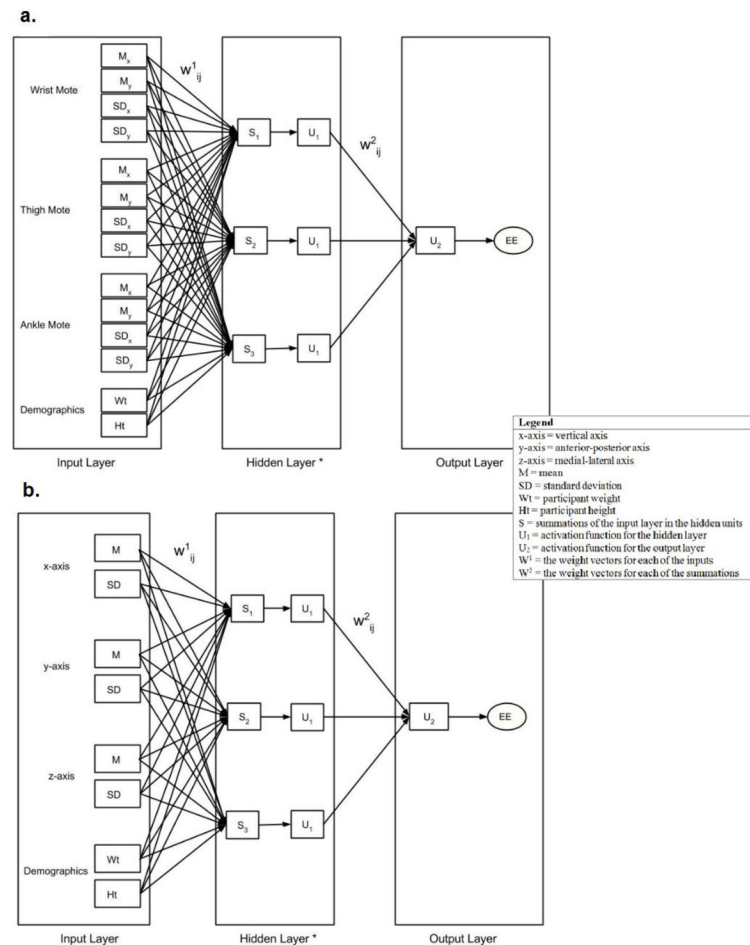 a.
Wrist Mote
Mx
My
SDx
SDy
Thigh Mote
Mx
My
SDx
SDy
Ankle Mote
Mx
My
SDx
SDy
Demographics
Wt
Ht
Input Layer
w¹ij
S₁
U₁
S₂
U₁
S₃
U₁
Hidden Layer *
w²ij
U₂
EE
Output Layer
Legend
x-axis = vertical axis
y-axis = anterior-posterior axis
z-axis = medial-lateral axis
M = mean
SD = standard deviation
Wt = participant weight
Ht = participant height
S = summations of the input layer in the hidden units
U₁ = activation function for the hidden layer
U₂ = activation function for the output layer
W¹ = the weight vectors for each of the inputs
W² = the weight vectors for each of the summations
b.
x-axis
M
SD
y-axis
M
SD
z-axis
M
SD
Demographics
Wt
Ht
Input Layer
w¹ij
S₁
U₁
S₂
U₁
S₃
U₁
Hidden Layer *
w²ij
U₂
EE
Output Layer